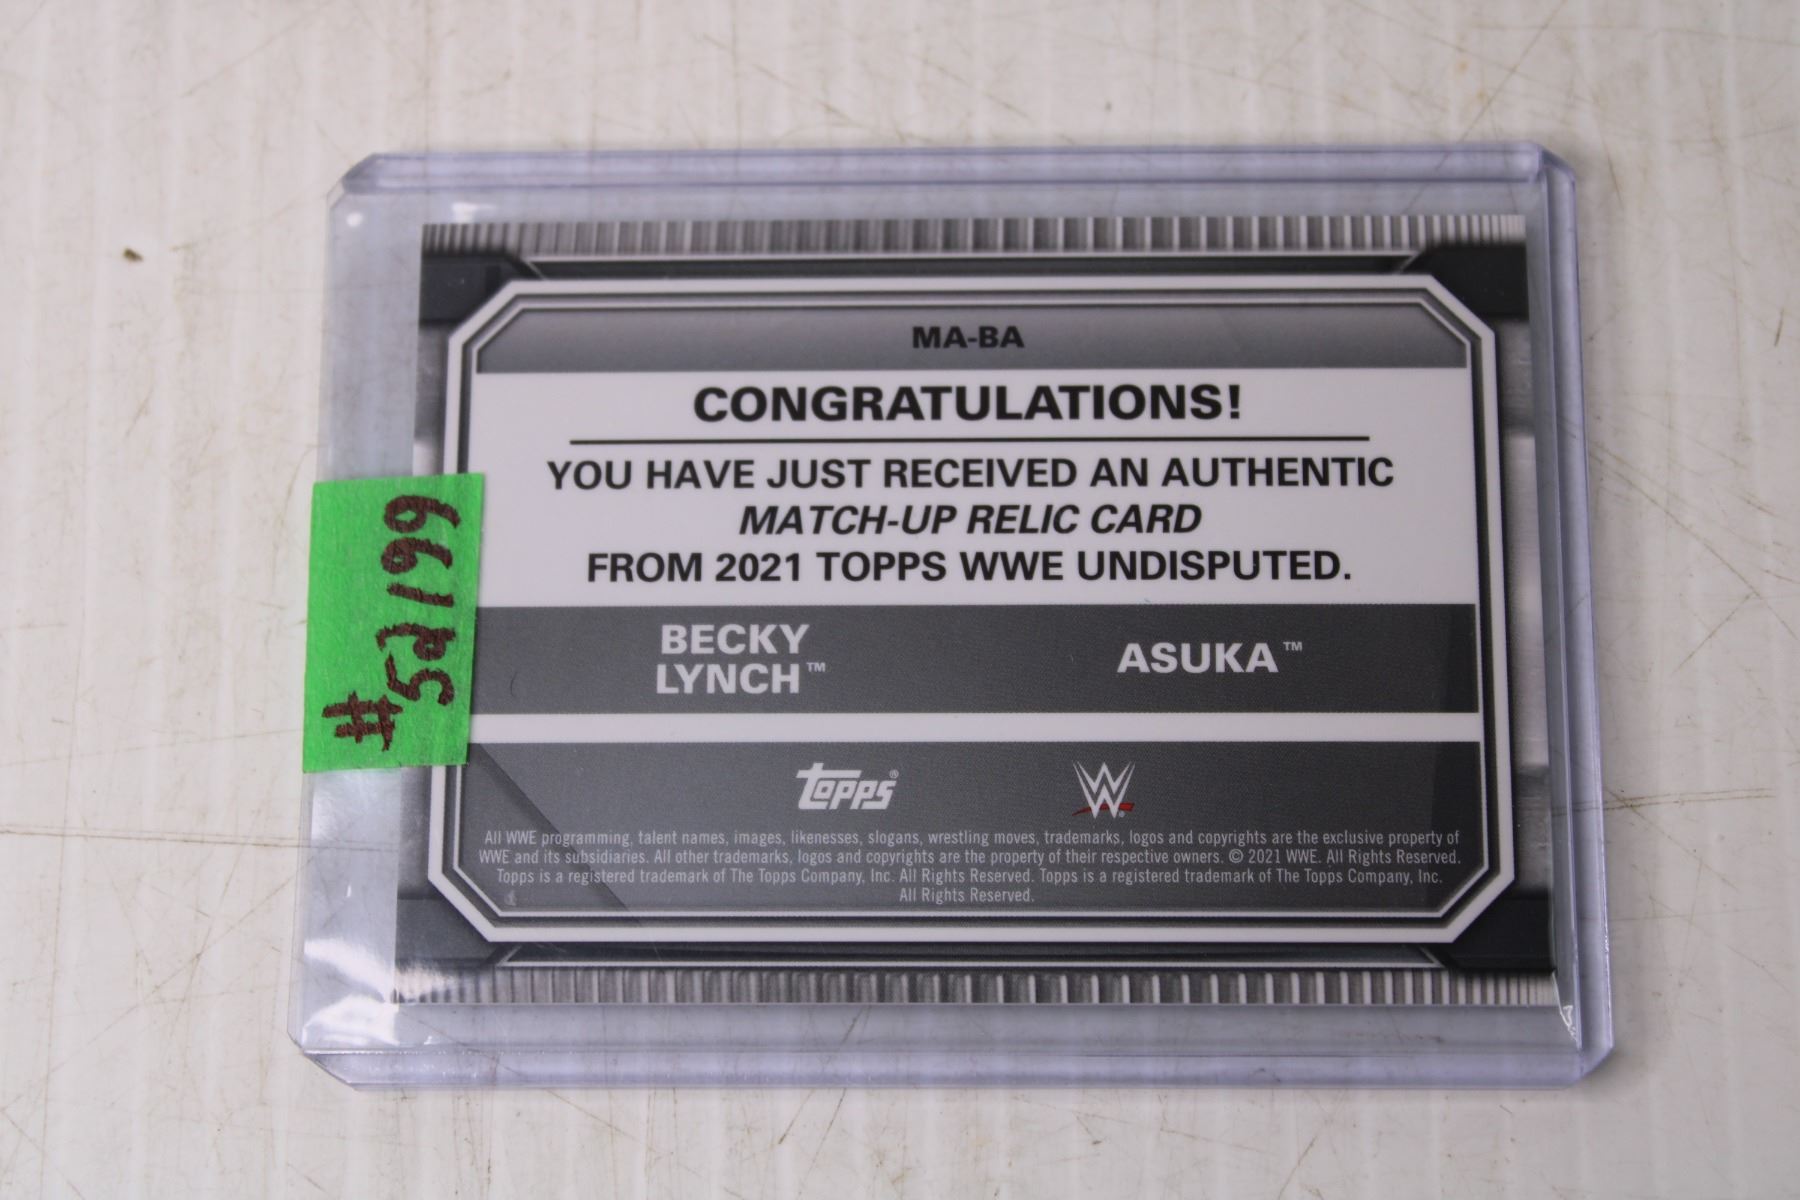 MA-BA
CONGRATULATIONS!
YOU HAVE JUST RECEIVED AN AUTHENTIC
MATCH-UP RELIC CARD
FROM 2021 TOPPS WWE UNDISPUTED.
BECKY
LYNCH™
ASUKA™
#52199
topps®
W
All WWE programming, talent names, images, likenesses, slogans, wrestling moves, trademarks, logos and copyrights are the exclusive property of
WWE and its subsidiaries. All other trademarks, logos and copyrights are the property of their respective owners. © 2021 WWE. All Rights Reserved.
Topps is a registered trademark of The Topps Company, Inc. All Rights Reserved. Topps is a registered trademark of The Topps Company, Inc.
All Rights Reserved.